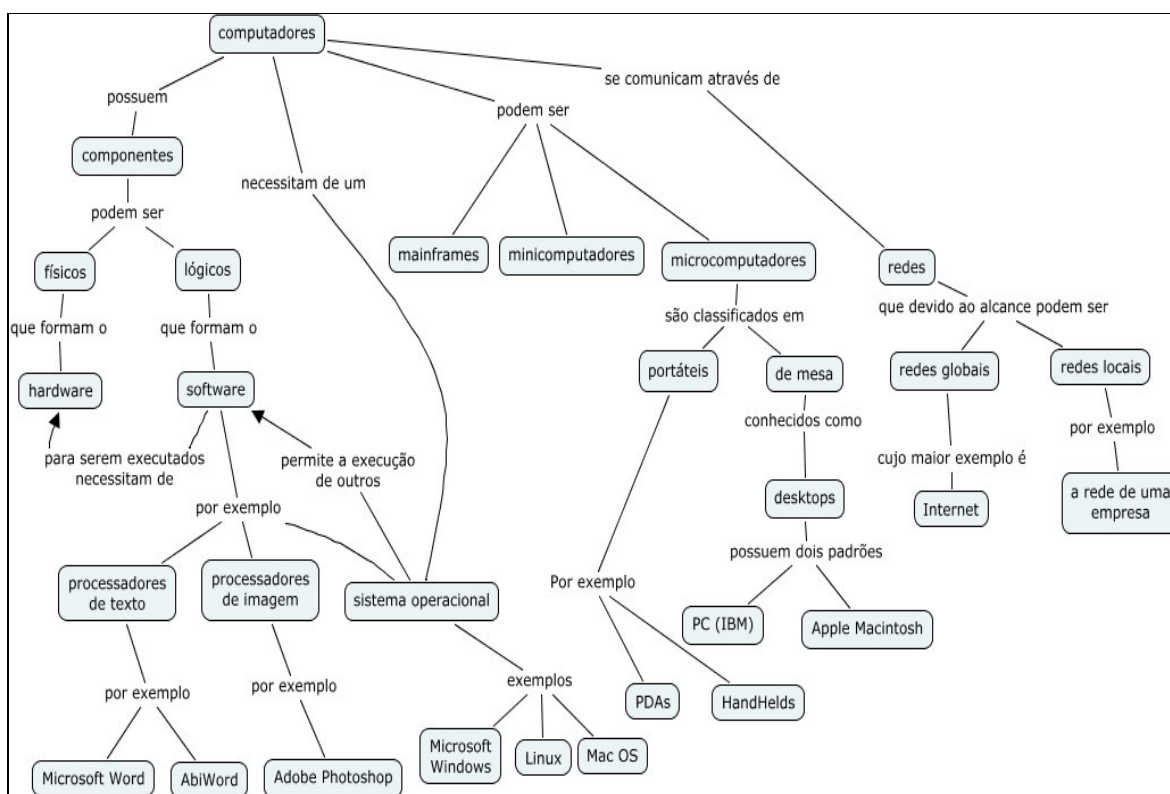 computadores
se comunicam através de
possuem
podem ser
componentes
necessitam de um
podem ser
mainframes
minicomputadores
microcomputadores
redes
físicos
lógicos
que devido ao alcance podem ser
que formam o
que formam o
são classificados em
portáteis
de mesa
redes globais
redes locais
hardware
software
conhecidos como
por exemplo
para serem executados
necessitam de
permite a execução
de outros
cujo maior exemplo é
desktops
Internet
a rede de uma
empresa
por exemplo
possuem dois padrões
processadores
de texto
processadores
de imagem
sistema operacional
Por exemplo
PC (IBM)
Apple Macintosh
por exemplo
por exemplo
exemplos
PDAs
HandHelds
Microsoft
Windows
Linux
Mac OS
Microsoft Word
AbiWord
Adobe Photoshop